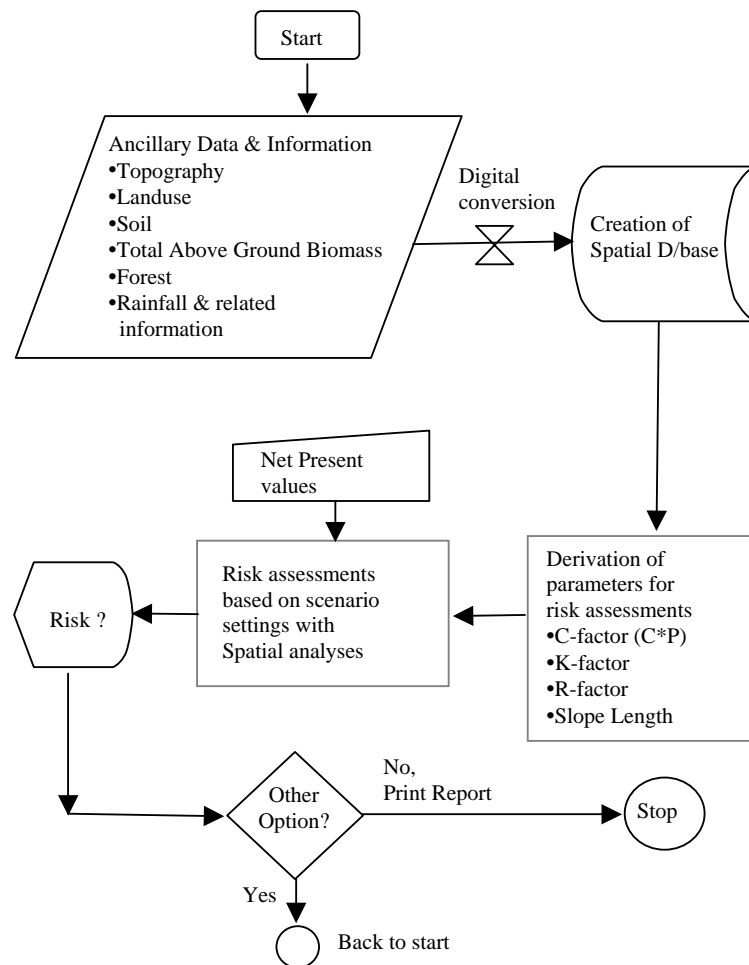 Start
Ancillary Data & Information
•Topography
•Landuse
•Soil
•Total Above Ground Biomass
•Forest
•Rainfall & related
information
Digital
conversion
Creation of
Spatial D/base
Net Present
values
Derivation of
parameters for
risk assessments
•C-factor (C*P)
•K-factor
•R-factor
•Slope Length
Risk assessments
based on scenario
settings with
Spatial analyses
Risk ?
Other
Option?
No,
Print Report
Stop
Yes
Back to start